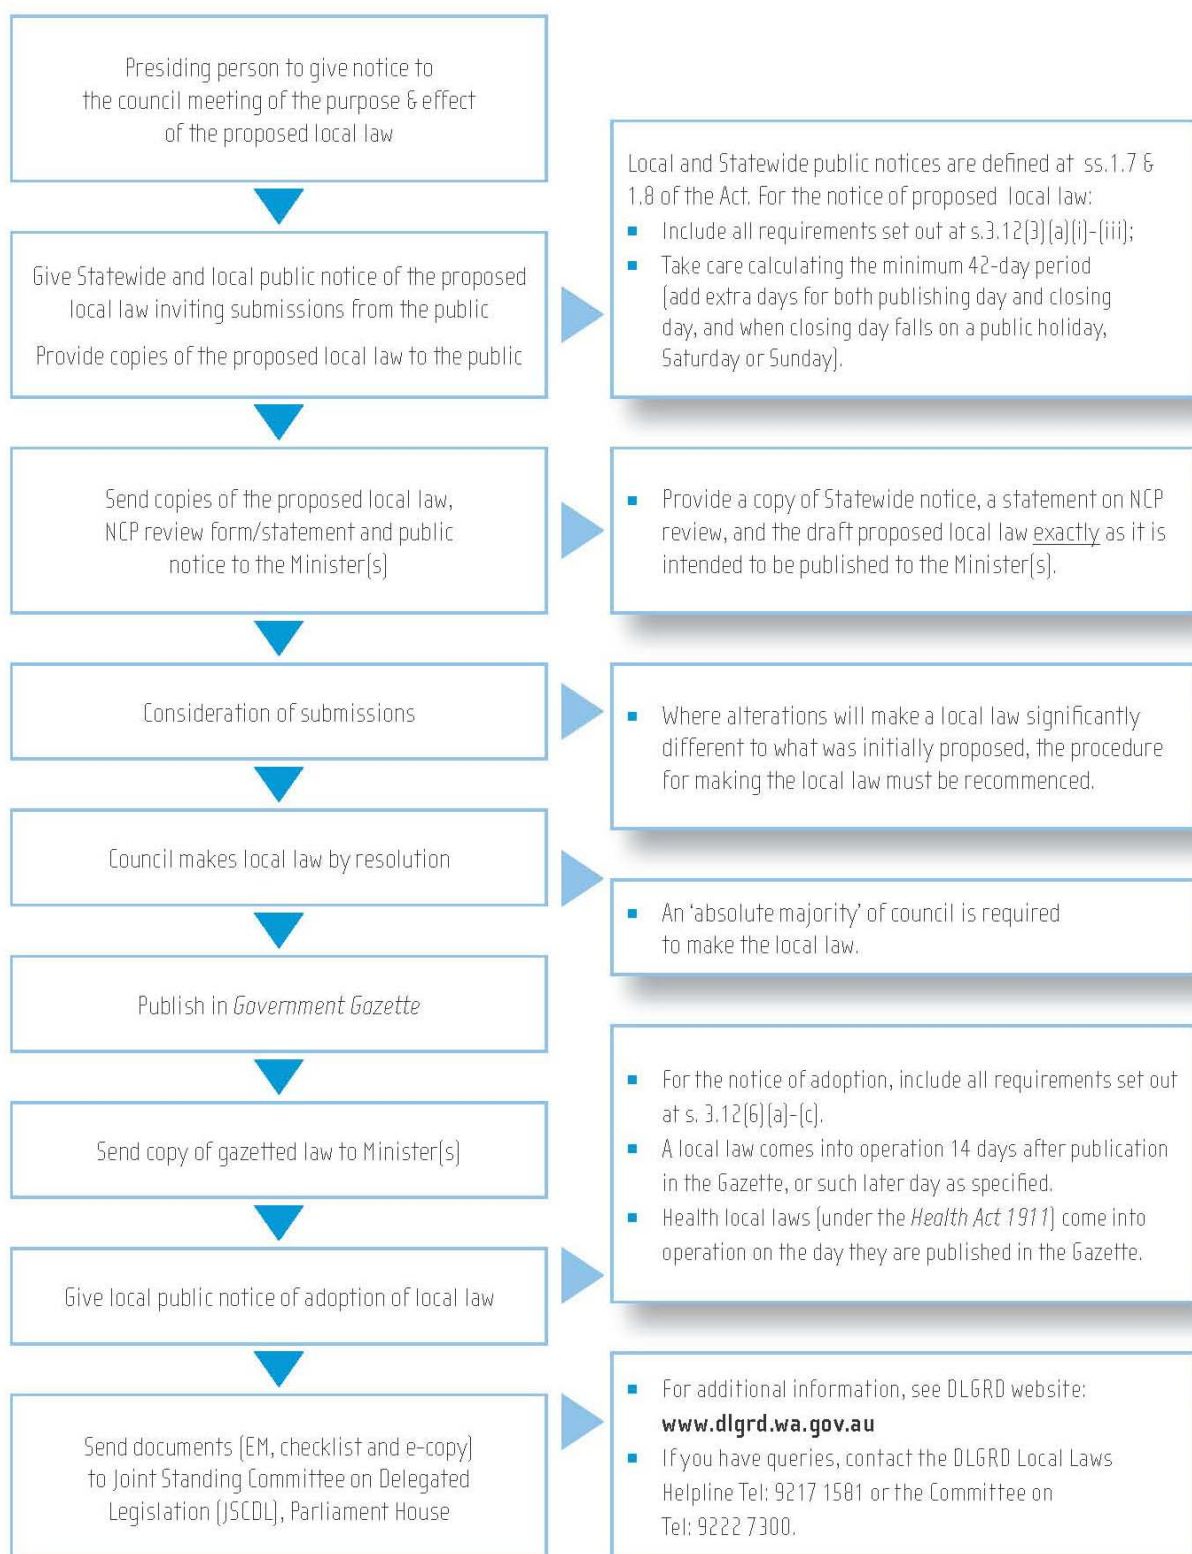 Presiding person to give notice to
the council meeting of the purpose & effect
of the proposed local law
Give Statewide and local public notice of the proposed
local law inviting submissions from the public
Provide copies of the proposed local law to the public
Local and Statewide public notices are defined at ss.1.7 &
1.8 of the Act. For the notice of proposed local law:
▪ Include all requirements set out at s.3.12(3)(a)(i)-(iii);
▪ Take care calculating the minimum 42-day period
(add extra days for both publishing day and closing
day, and when closing day falls on a public holiday,
Saturday or Sunday).
Send copies of the proposed local law,
NCP review form/statement and public
notice to the Minister(s)
▪ Provide a copy of Statewide notice, a statement on NCP
review, and the draft proposed local law exactly as it is
intended to be published to the Minister(s).
Consideration of submissions
▪ Where alterations will make a local law significantly
different to what was initially proposed, the procedure
for making the local law must be recommenced.
Council makes local law by resolution
▪ An ‘absolute majority’ of council is required
to make the local law.
Publish in Government Gazette
Send copy of gazetted law to Minister(s)
Give local public notice of adoption of local law
▪ For the notice of adoption, include all requirements set out
at s. 3.12(6)(a)-(c).
▪ A local law comes into operation 14 days after publication
in the Gazette, or such later day as specified.
▪ Health local laws (under the Health Act 1911) come into
operation on the day they are published in the Gazette.
Send documents (EM, checklist and e-copy)
to Joint Standing Committee on Delegated
Legislation (JSCDL), Parliament House
▪ For additional information, see DLGRD website:
www.dlgrd.wa.gov.au
▪ If you have queries, contact the DLGRD Local Laws
Helpline Tel: 9217 1581 or the Committee on
Tel: 9222 7300.